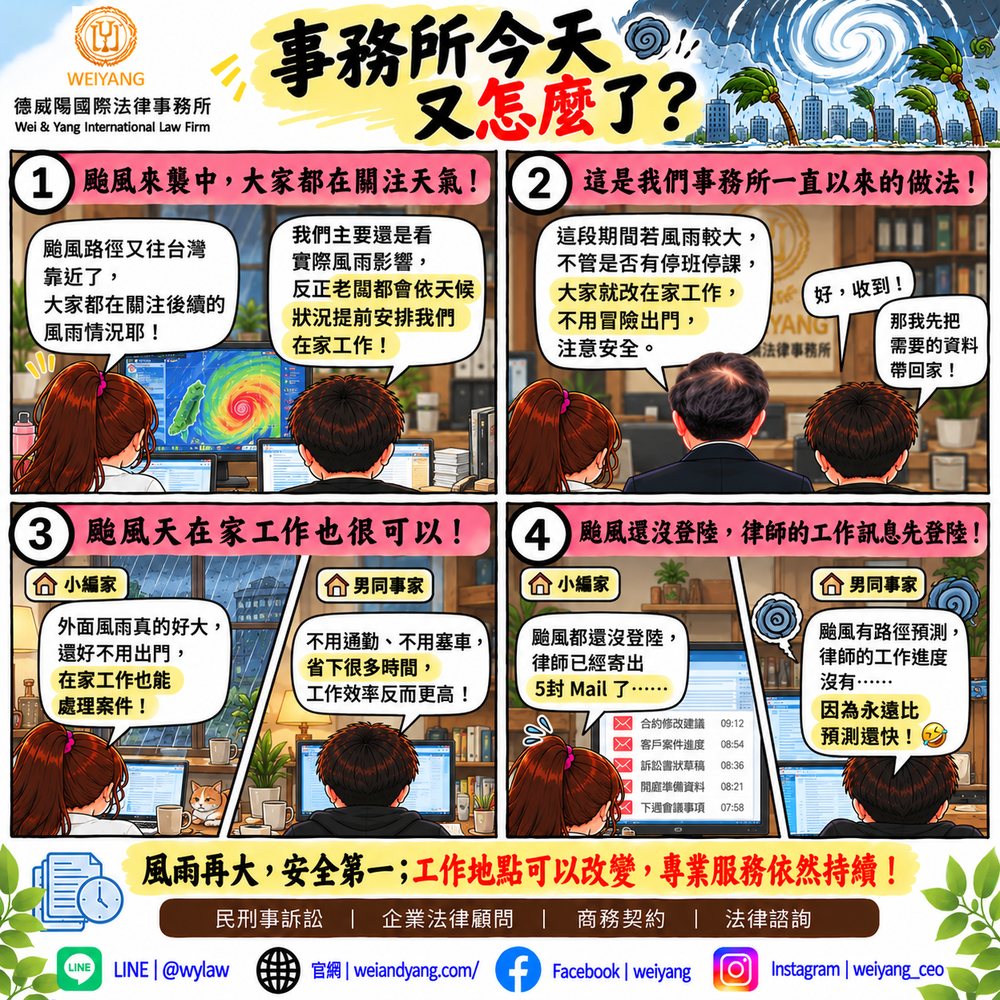 WEIYANG
德威陽國際法律事務所
Wei & Yang International Law Firm
事務所今天
又怎麼了?
1 颱風來襲中，大家都在關注天氣！
颱風路徑又往台灣
靠近了，
大家都在關注後續的
風雨情況耶！
我們主要還是看
實際風雨影響，
反正老闆都會依天候
狀況提前安排我們
在家工作！
2 這是我們事務所一直以來的做法！
這段期間若風雨較大，
不管是否有停班停課，
大家就改在家工作，
不用冒險出門，
注意安全。
好，收到！
那我先把
需要的資料
帶回家！
YANG
法律事務所
3 颱風天在家工作也很可以！
小編家
外面風雨真的好大，
還好不用出門，
在家工作也能
處理案件！
男同事家
不用通勤、不用塞車，
省下很多時間，
工作效率反而更高！
4 颱風還沒登陸，律師的工作訊息先登陸！
小編家
颱風都還沒登陸，
律師已經寄出
5封 Mail 了……
合約修改建議 09:12
客戶案件進度 08:54
訴訟書狀草稿 08:36
開庭準備資料 08:21
下週會議事項 07:58
男同事家
颱風有路徑預測，
律師的工作進度
沒有……
因為永遠比
預測還快！
風雨再大，安全第一；工作地點可以改變，專業服務依然持續！
民刑事訴訟 | 企業法律顧問 | 商務契約 | 法律諮詢
LINE LINE | @wylaw 官網 | weiandyang.com/ Facebook | weiyang Instagram | weiyang_ceo